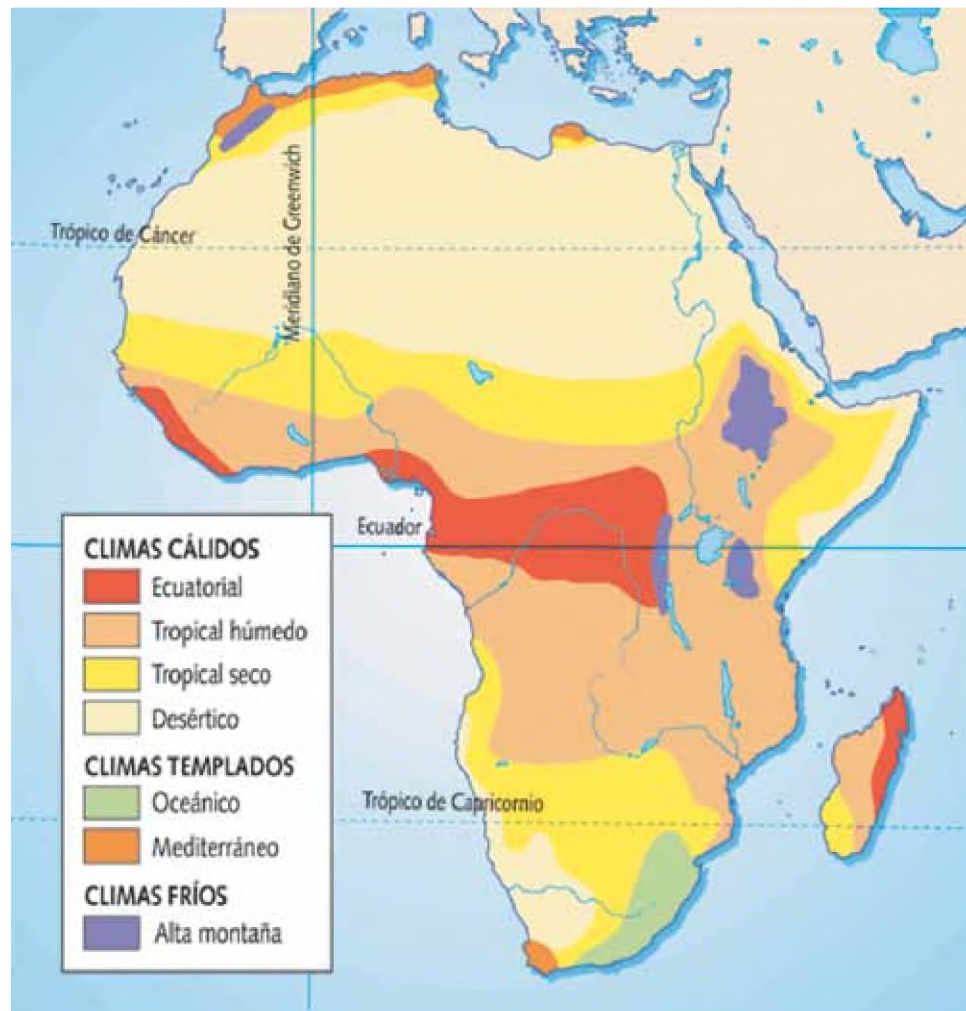 Trópico de Cáncer
Meridiano de Greenwich
Ecuador
CLIMAS CÁLIDOS
Ecuatorial
Tropical húmedo
Tropical seco
Desértico
CLIMAS TEMPLADOS
Oceánico
Mediterráneo
CLIMAS FRÍOS
Alta montaña
Trópico de Capricornio